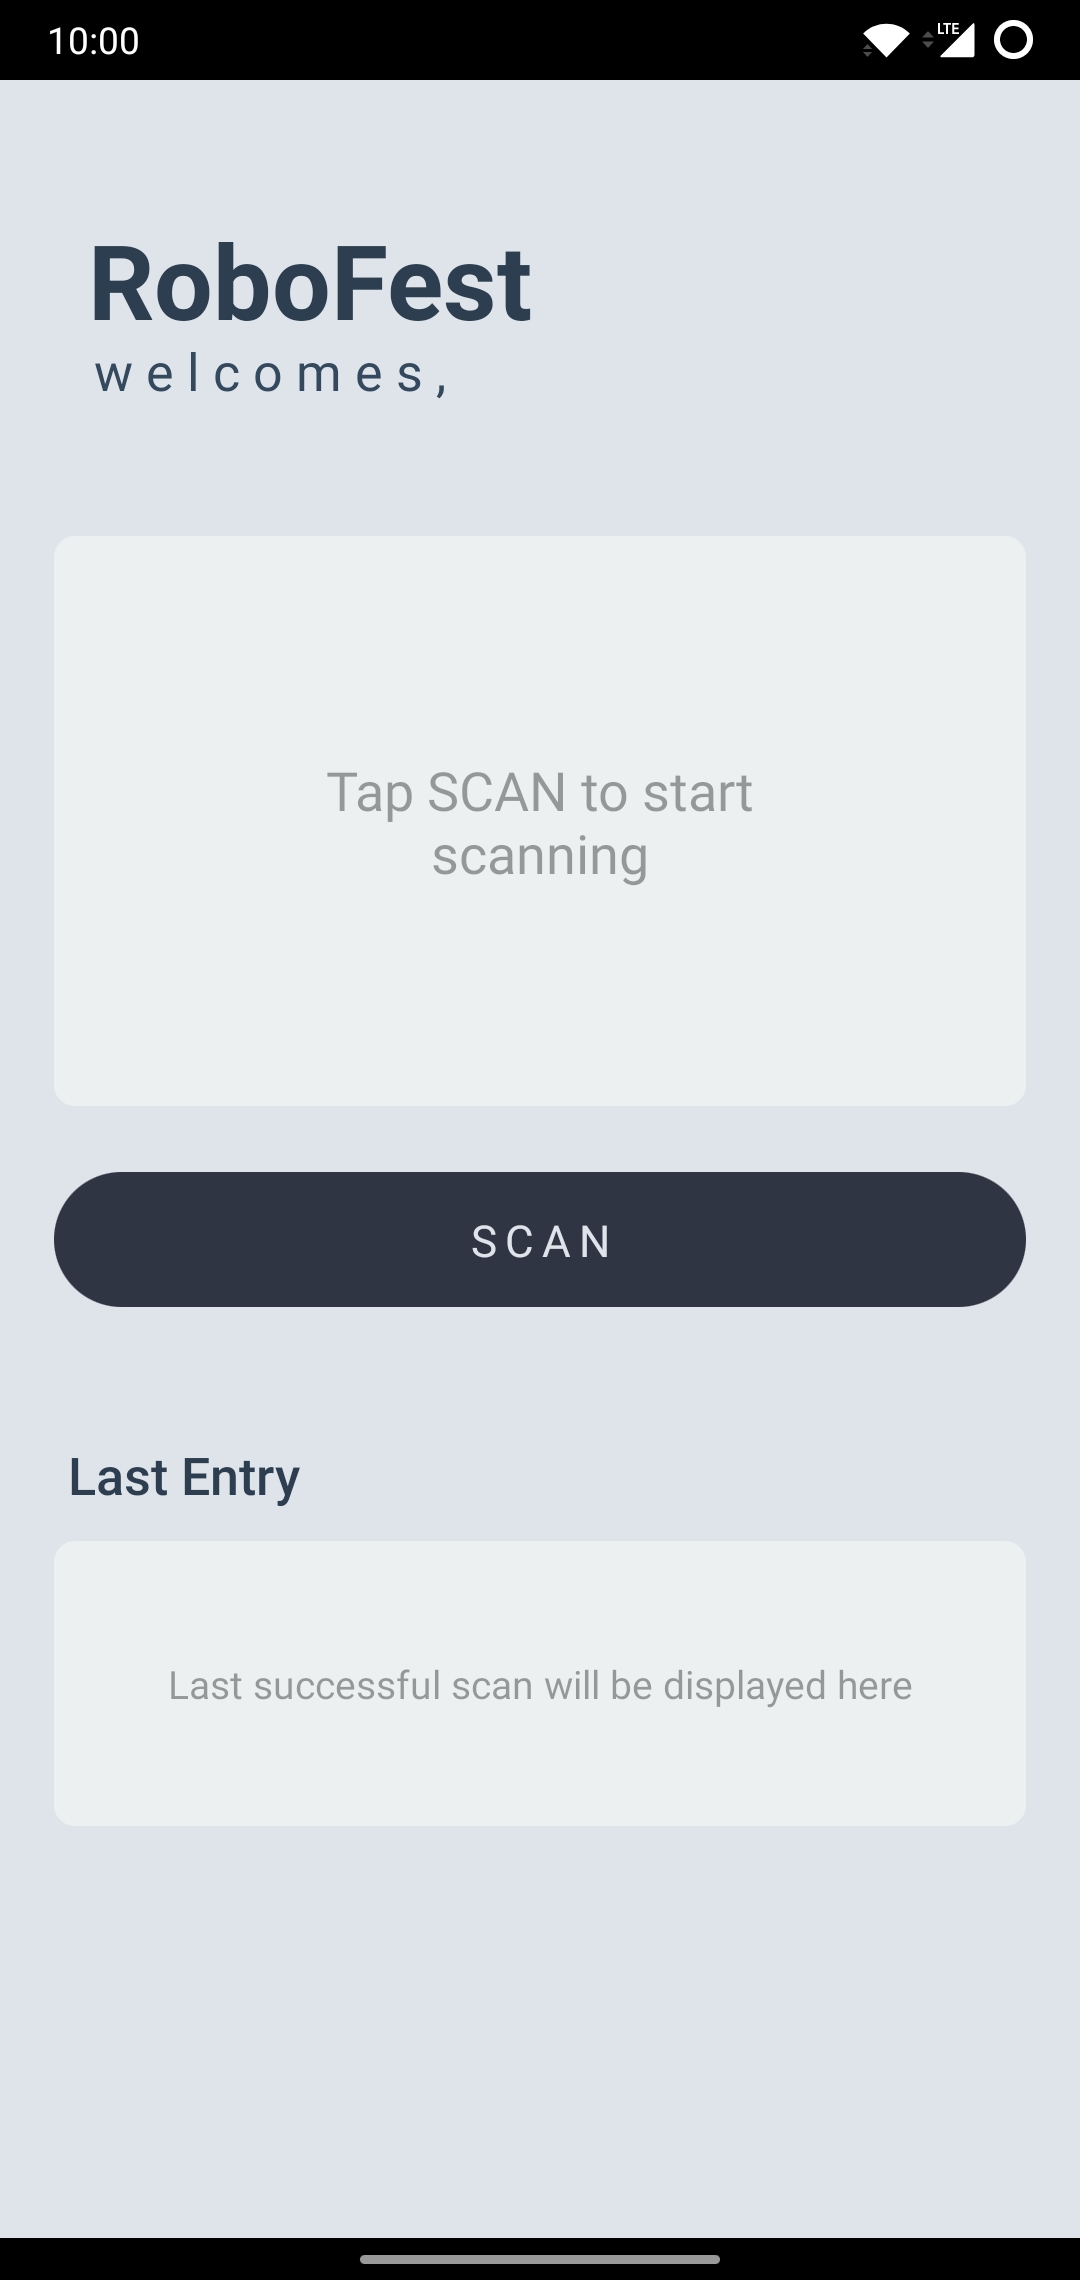 10:00
LTE
RoboFest
welcomes,
Tap SCAN to start
scanning
SCAN
Last Entry
Last successful scan will be displayed here